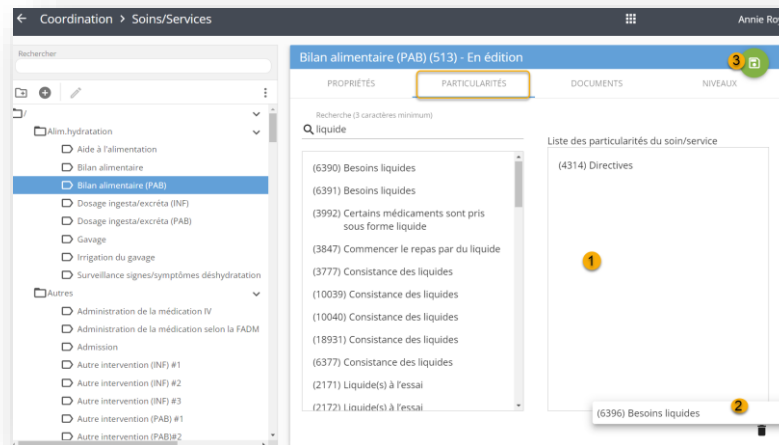 ← Coordination > Soins/Services
Annie Ro
Rechercher
/
Alim.hydratation
Aide à l'alimentation
Bilan alimentaire
Bilan alimentaire (PAB)
Dosage ingesta/excréta (INF)
Dosage ingesta/excréta (PAB)
Gavage
Irrigation du gavage
Surveillance signes/symptômes déshydratation
Autres
Administration de la médication IV
Administration de la médication selon la FADM
Admission
Autre intervention (INF) #1
Autre intervention (INF) #2
Autre intervention (INF) #3
Autre intervention (PAB) #1
Autre intervention (PAB)#2
Bilan alimentaire (PAB) (513) - En édition
3
PROPRIÉTÉS PARTICULARITÉS DOCUMENTS NIVEAUX
Recherche (3 caractères minimum)
liquide
(6390) Besoins liquides
(6391) Besoins liquides
(3992) Certains médicaments sont pris
sous forme liquide
(3847) Commencer le repas par du liquide
(3777) Consistance des liquides
(10039) Consistance des liquides
(10040) Consistance des liquides
(18931) Consistance des liquides
(6377) Consistance des liquides
(2171) Liquide(s) à l'essai
(2172) Liquide(s) à l'essai
Liste des particularités du soin/service
(4314) Directives
1
(6396) Besoins liquides
2